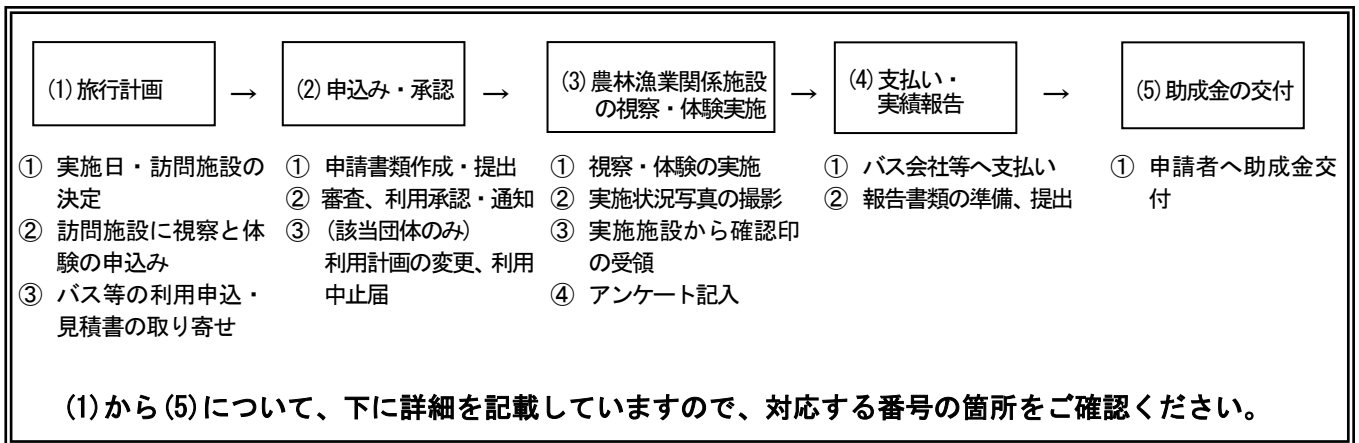 (1)旅行計画
→
(2)申込み・承認
→
(3)農林漁業関係施設
の視察・体験実施
→
(4)支払い・
実績報告
→
(5)助成金の交付
① 実施日・訪問施設の
決定
② 訪問施設に視察と体
験の申込み
③ バス等の利用申込・
見積書の取り寄せ
① 申請書類作成・提出
② 審査、利用承認・通知
③ (該当団体のみ)
利用計画の変更、利用
中止届
① 視察・体験の実施
② 実施状況写真の撮影
③ 実施施設から確認印
の受領
④ アンケート記入
① バス会社等へ支払い
② 報告書類の準備、提出
① 申請者へ助成金交
付
(1)から(5)について、下に詳細を記載していますので、対応する番号の箇所をご確認ください。